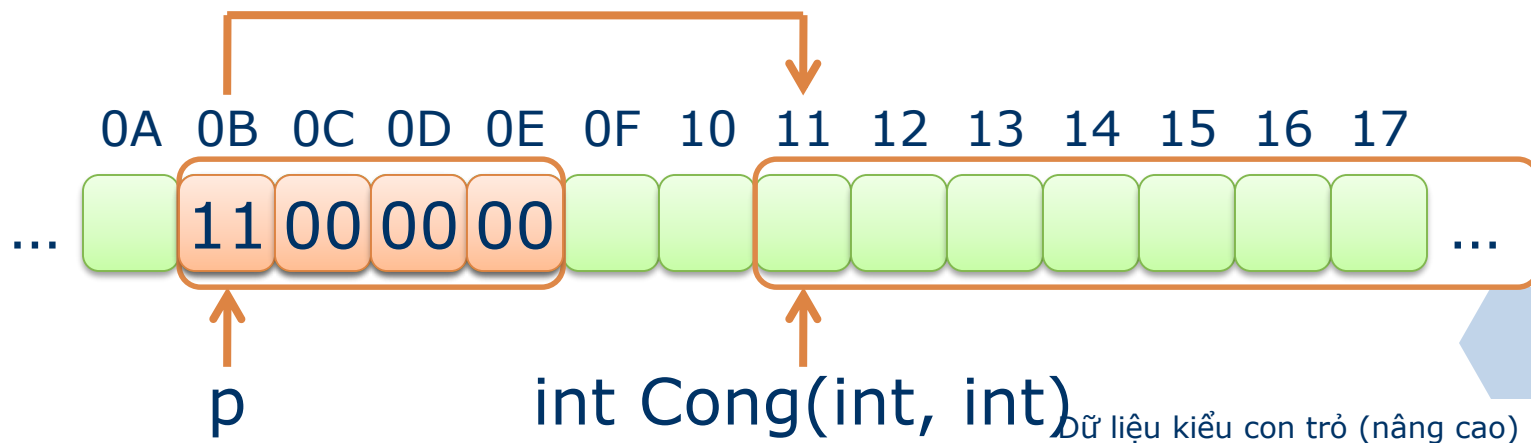 0A 0B 0C 0D 0E 0F 10 11 12 13 14 15 16 17
... 11 00 00 00 ...
p int Cong(int, int)
Dữ liệu kiểu con trỏ (nâng cao)